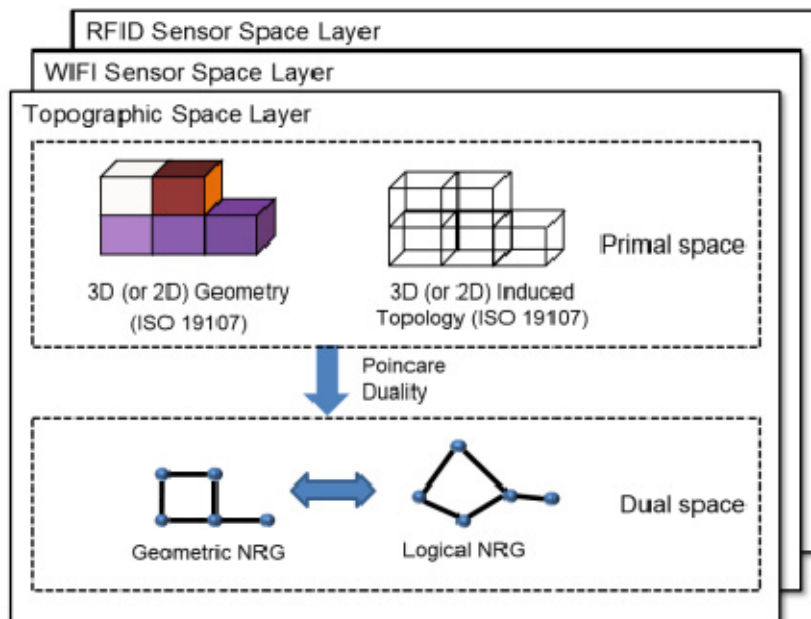 RFID Sensor Space Layer
WIFI Sensor Space Layer
Topographic Space Layer
3D (or 2D) Geometry
(ISO 19107)
3D (or 2D) Induced
Topology (ISO 19107)
Primal space
Poincare
Duality
Geometric NRG
Logical NRG
Dual space